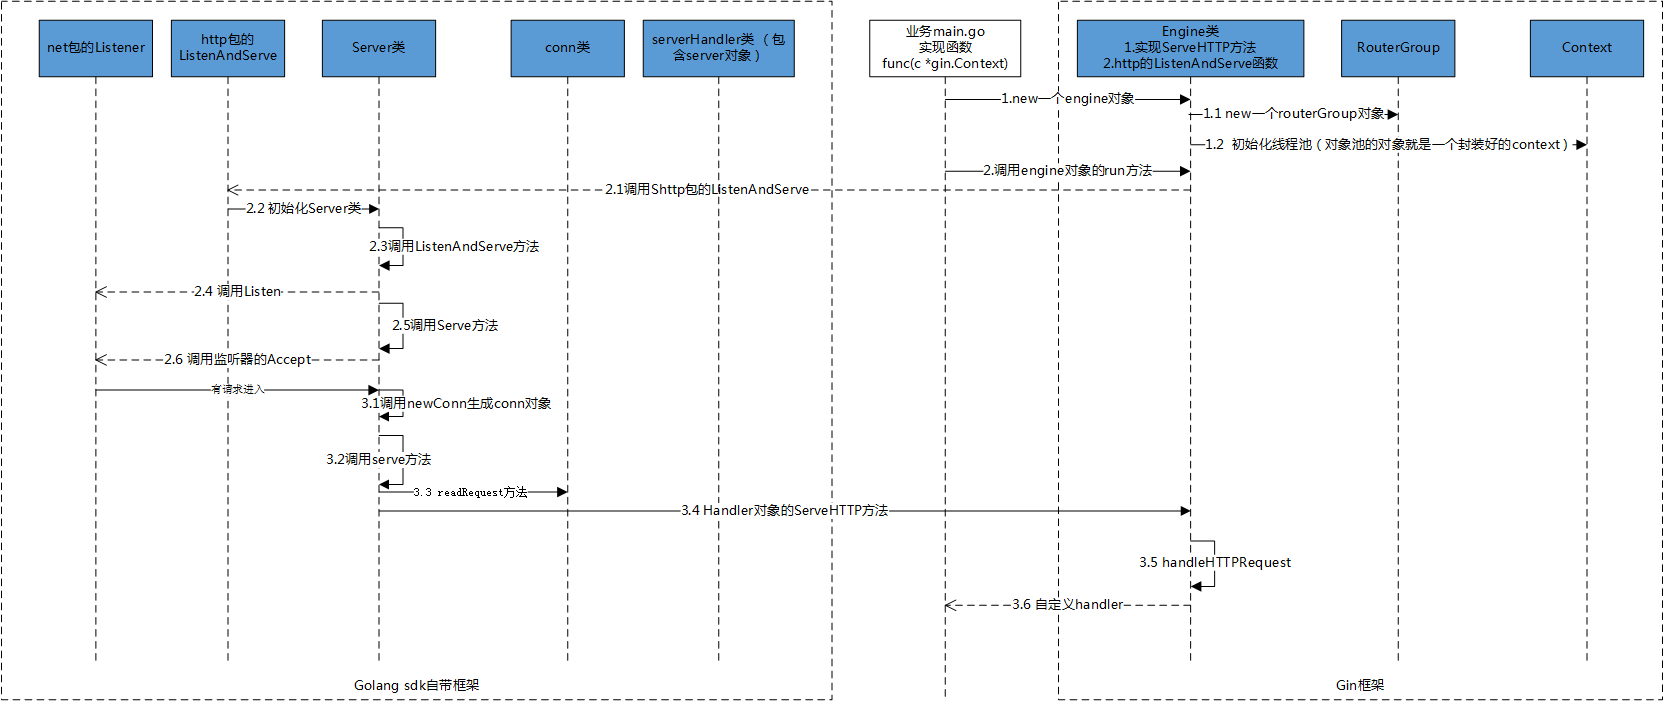 net包的Listener
http包的
ListenAndServe
Server类
conn类
serverHandler类 （包
含server对象）
业务main.go
实现函数
func(c *gin.Context)
Engine类
1.实现ServeHTTP方法
2.http的ListenAndServe函数
RouterGroup
Context
1.new一个engine对象
1.1 new一个routerGroup对象
1.2 初始化线程池（对象池的对象就是一个封装好的context）
2.调用engine对象的run方法
2.1调用Shttp包的ListenAndServe
2.2 初始化Server类
2.3调用ListenAndServe方法
2.4 调用Listen
2.5调用Serve方法
2.6 调用监听器的Accept
有请求进入
3.1调用newConn生成conn对象
3.2调用serve方法
3.3 readRequest方法
3.4 Handler对象的ServeHTTP方法
3.5 handleHTTPRequest
3.6 自定义handler
Golang sdk自带框架
Gin框架